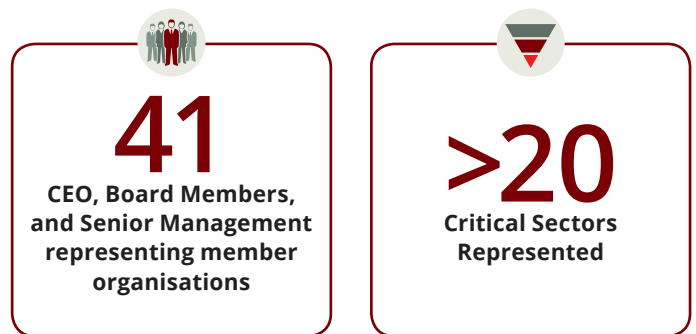 41
CEO, Board Members,
and Senior Management
representing member
organisations
>20
Critical Sectors
Represented